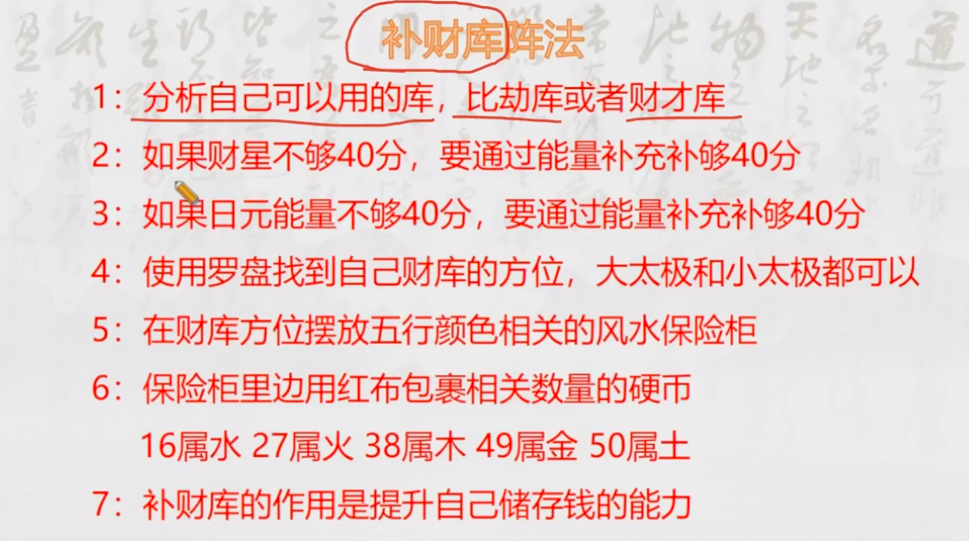 补财库阵法
1：分析自己可以用的库，比劫库或者财才库
2：如果财星不够40分，要通过能量补充补够40分
3：如果日元能量不够40分，要通过能量补充补够40分
4：使用罗盘找到自己财库的方位，大太极和小太极都可以
5：在财库方位摆放五行颜色相关的风水保险柜
6：保险柜里边用红布包裹相关数量的硬币
16属水 27属火 38属木 49属金 50属土
7：补财库的作用是提升自己储存钱的能力